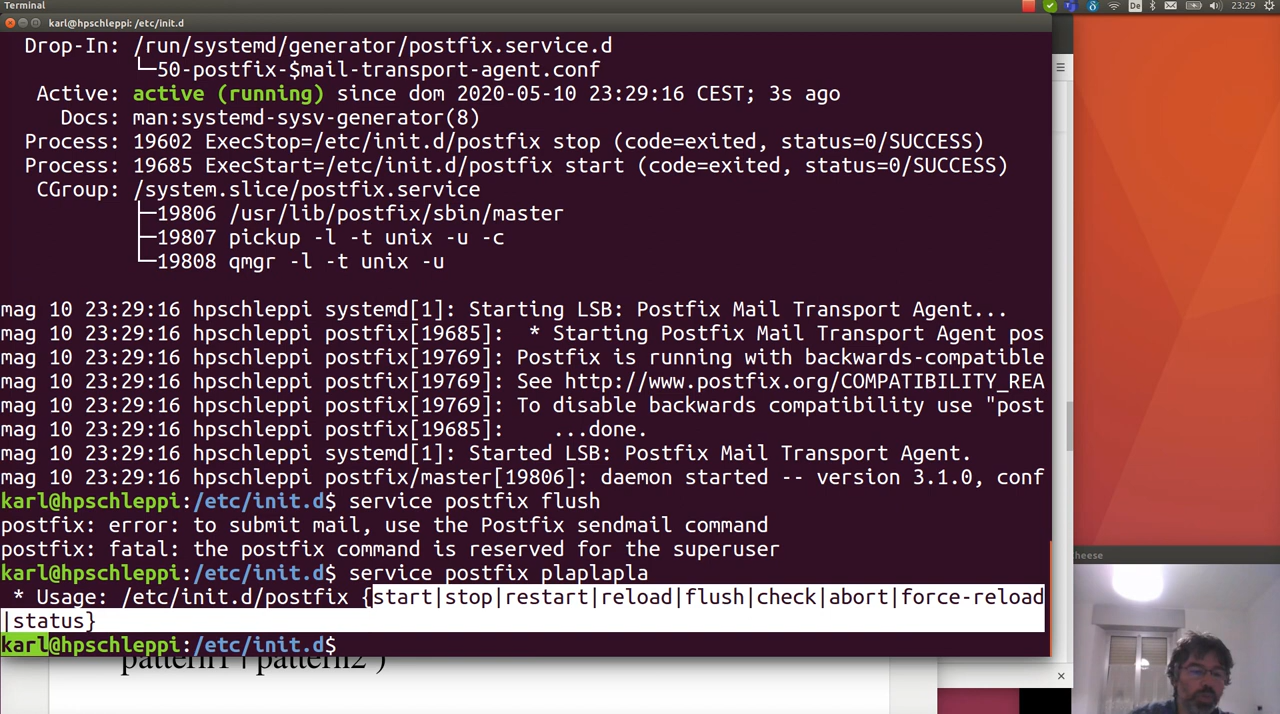 Terminal
De
23:29
karl@hpschleppi: /etc/init.d
Drop-In: /run/systemd/generator/postfix.service.d
└─50-postfix-$mail-transport-agent.conf
Active: active (running) since dom 2020-05-10 23:29:16 CEST; 3s ago
Docs: man:systemd-sysv-generator(8)
Process: 19602 ExecStop=/etc/init.d/postfix stop (code=exited, status=0/SUCCESS)
Process: 19685 ExecStart=/etc/init.d/postfix start (code=exited, status=0/SUCCESS)
CGroup: /system.slice/postfix.service
├─19806 /usr/lib/postfix/sbin/master
├─19807 pickup -l -t unix -u -c
└─19808 qmgr -l -t unix -u
mag 10 23:29:16 hpschleppi systemd[1]: Starting LSB: Postfix Mail Transport Agent...
mag 10 23:29:16 hpschleppi postfix[19685]:  * Starting Postfix Mail Transport Agent pos
mag 10 23:29:16 hpschleppi postfix[19769]: Postfix is running with backwards-compatible
mag 10 23:29:16 hpschleppi postfix[19769]: See http://www.postfix.org/COMPATIBILITY_REA
mag 10 23:29:16 hpschleppi postfix[19769]: To disable backwards compatibility use "post
mag 10 23:29:16 hpschleppi postfix[19685]:    ...done.
mag 10 23:29:16 hpschleppi systemd[1]: Started LSB: Postfix Mail Transport Agent.
mag 10 23:29:16 hpschleppi postfix/master[19806]: daemon started -- version 3.1.0, conf
karl@hpschleppi:/etc/init.d$ service postfix flush
postfix: error: to submit mail, use the Postfix sendmail command
postfix: fatal: the postfix command is reserved for the superuser
karl@hpschleppi:/etc/init.d$ service postfix plaplapla
* Usage: /etc/init.d/postfix {start|stop|restart|reload|flush|check|abort|force-reload
|status}
karl@hpschleppi:/etc/init.d$
pattern1 | pattern2 )
heese